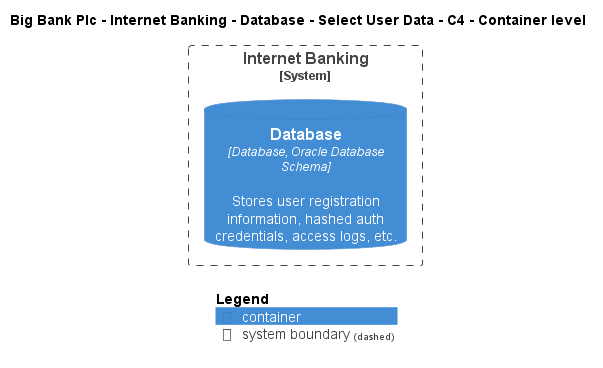 Big Bank Plc - Internet Banking - Database - Select User Data - C4 - Container level
Internet Banking
[System]
Database
[Database, Oracle Database
Schema]
Stores user registration
information, hashed auth
credentials, access logs, etc.
Legend
container
system boundary (dashed)